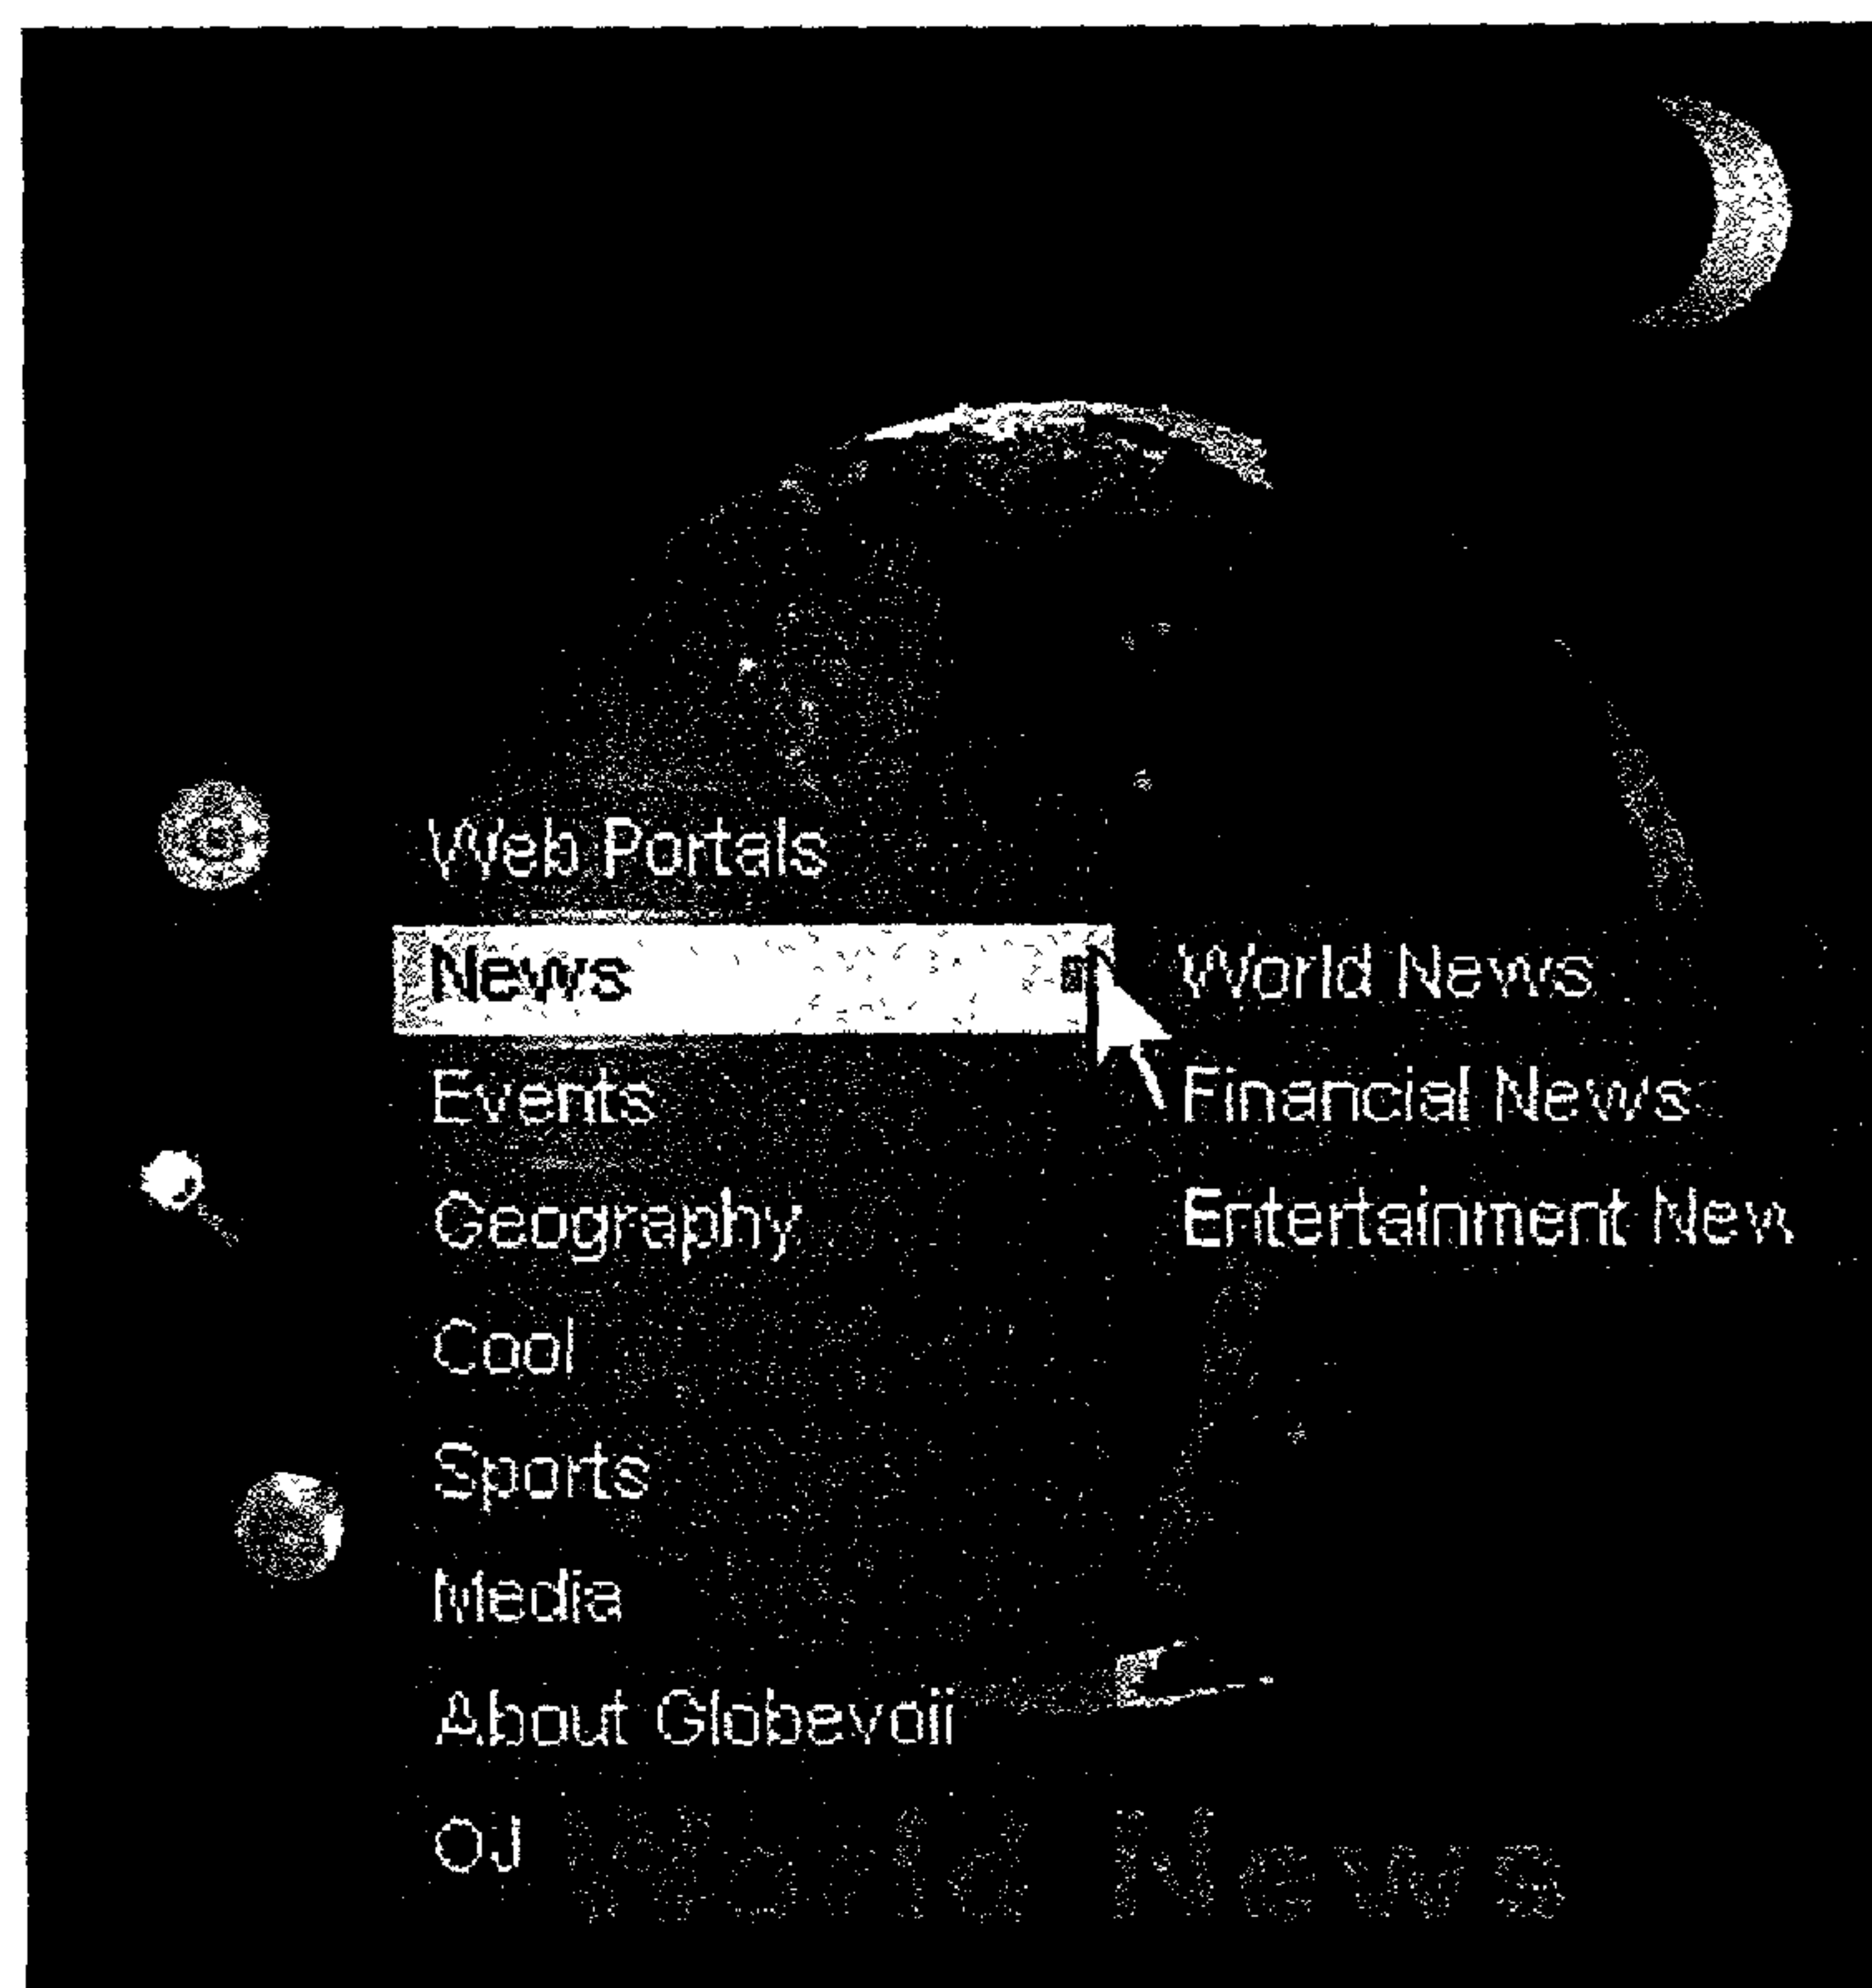 Web Portals
News
World News
Events
Financial News
Geography
Entertainment New
Cool
Sports
Media
About Globevoii
OJ
World News